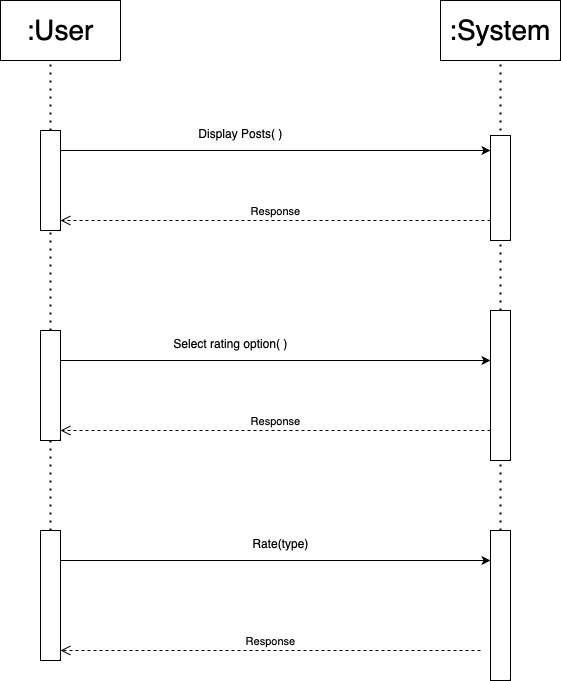 :User
:System
Display Posts( )
Response
Select rating option( )
Response
Rate(type)
Response